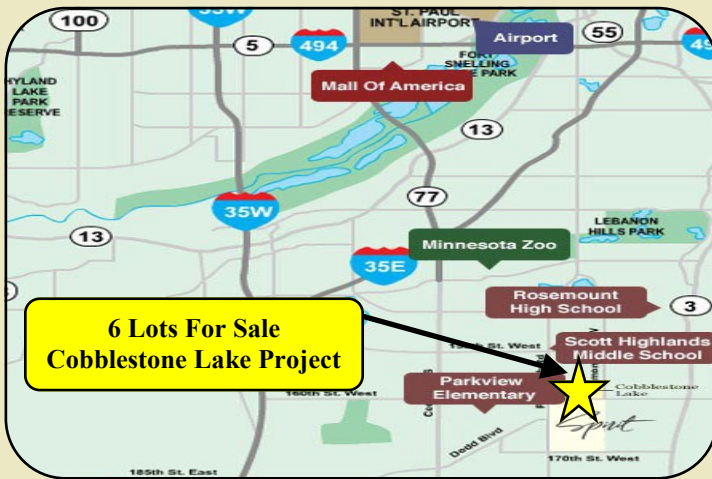 100
35W
5
494
ST. PAUL
INT'L AIRPORT
Airport
55
FORT
SNELLING
PARK
HYLAND
LAKE
PARK
RESERVE
Mall Of America
13
77
35W
13
LEBANON
HILLS PARK
Minnesota Zoo
35E
Rosemount
High School
3
6 Lots For Sale
Cobblestone Lake Project
Scott Highlands
Middle School
Parkview
Elementary
160th St. West
Cobblestone
Lake
Spirit
Dodd Blvd
170th St. West
185th St. East